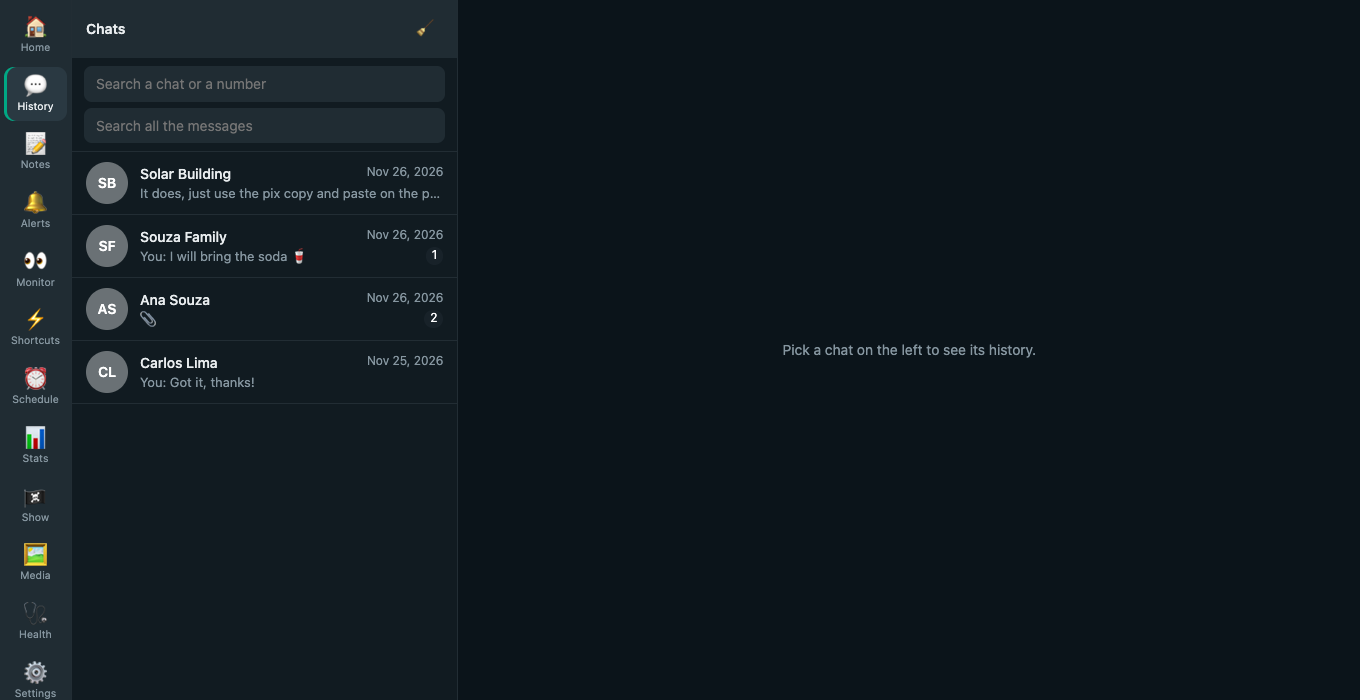 Home
History
Notes
Alerts
Monitor
Shortcuts
Schedule
Stats
Show
Media
Health
Settings
Chats
Search a chat or a number
Search all the messages
SB
Solar Building
Nov 26, 2026
It does, just use the pix copy and paste on the p...
SF
Souza Family
Nov 26, 2026
You: I will bring the soda 🥤
1
AS
Ana Souza
Nov 26, 2026
📎
2
CL
Carlos Lima
Nov 25, 2026
You: Got it, thanks!
Pick a chat on the left to see its history.